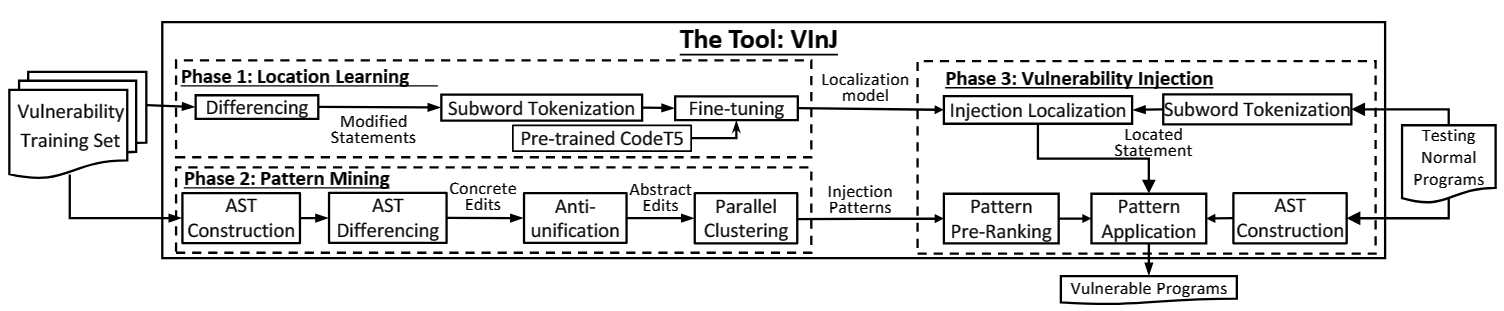 The Tool: VInJ
Vulnerability
Training Set
Phase 1: Location Learning
Differencing
Modified
Statements
Subword Tokenization
Fine-tuning
Pre-trained CodeT5
Localization
model
Phase 2: Pattern Mining
AST
Construction
AST
Differencing
Concrete
Edits
Anti-
unification
Abstract
Edits
Parallel
Clustering
Injection
Patterns
Phase 3: Vulnerability Injection
Injection Localization
Subword Tokenization
Located
Statement
Pattern
Pre-Ranking
Pattern
Application
AST
Construction
Testing
Normal
Programs
Vulnerable Programs